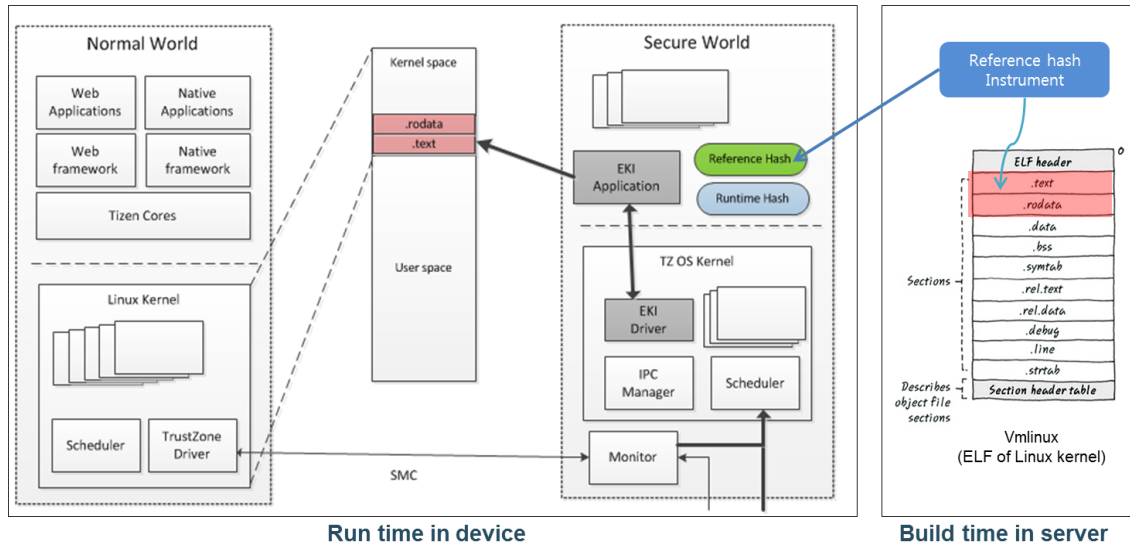 Normal World
Web
Applications
Native
Applications
Web
framework
Native
framework
Tizen Cores
Linux Kernel
Scheduler
TrustZone
Driver
Kernel space
.rodata
.text
User space
SMC
Secure World
EKI
Application
Reference Hash
Runtime Hash
TZ OS Kernel
EKI
Driver
IPC
Manager
Scheduler
Monitor
Run time in device
Reference hash
Instrument
0
ELF header
.text
.rodata
.data
.bss
.symtab
.rel.text
.rel.data
.debug
.line
.strtab
Section header table
Sections
Describes
object file
sections
Vmlinux
(ELF of Linux kernel)
Build time in server